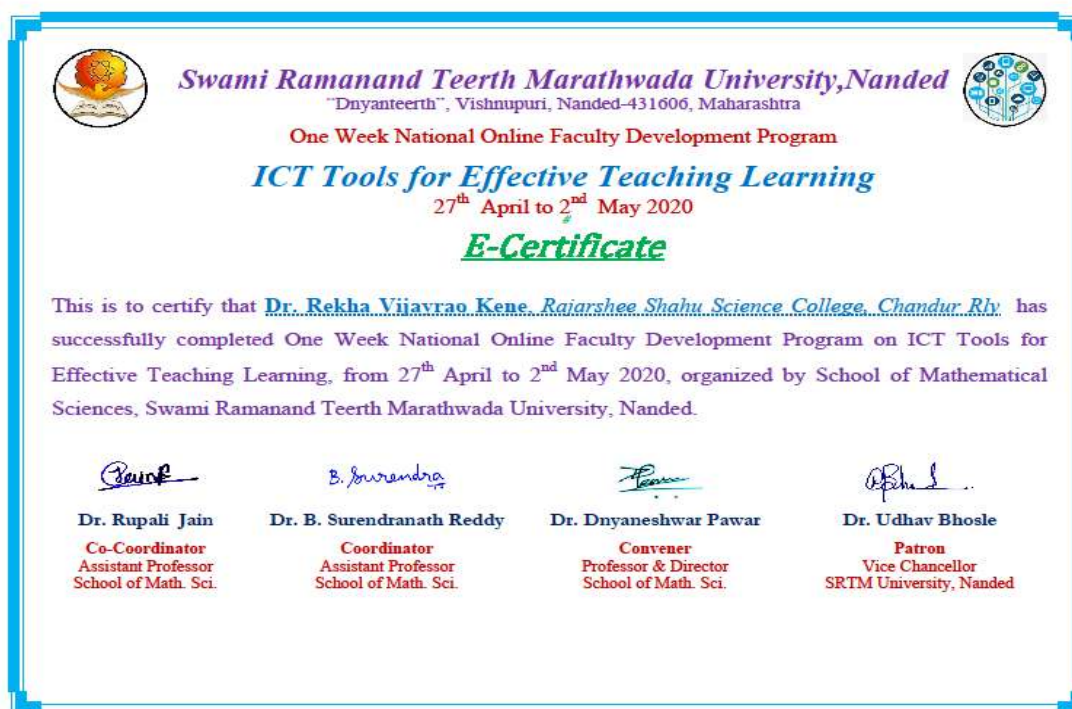 Swami Ramanand Teerth Marathwada University,Nanded
"Dnyanteerth", Vishnupuri, Nanded-431606, Maharashtra
One Week National Online Faculty Development Program
ICT Tools for Effective Teaching Learning
27th April to 2nd May 2020
E-Certificate
This is to certify that Dr. Rekha Vijavrao Kene, Rajarshee Shahu Science College, Chandur Rly has
successfully completed One Week National Online Faculty Development Program on ICT Tools for
Effective Teaching Learning, from 27th April to 2nd May 2020, organized by School of Mathematical
Sciences, Swami Ramanand Teerth Marathwada University, Nanded.
B. Surendra
Dr. Rupali Jain Dr. B. Surendranath Reddy Dr. Dnyaneshwar Pawar Dr. Udhav Bhosle
Co-Coordinator Coordinator Convener Patron
Assistant Professor Assistant Professor Professor & Director Vice Chancellor
School of Math. Sci. School of Math. Sci. School of Math. Sci. SRTM University, Nanded